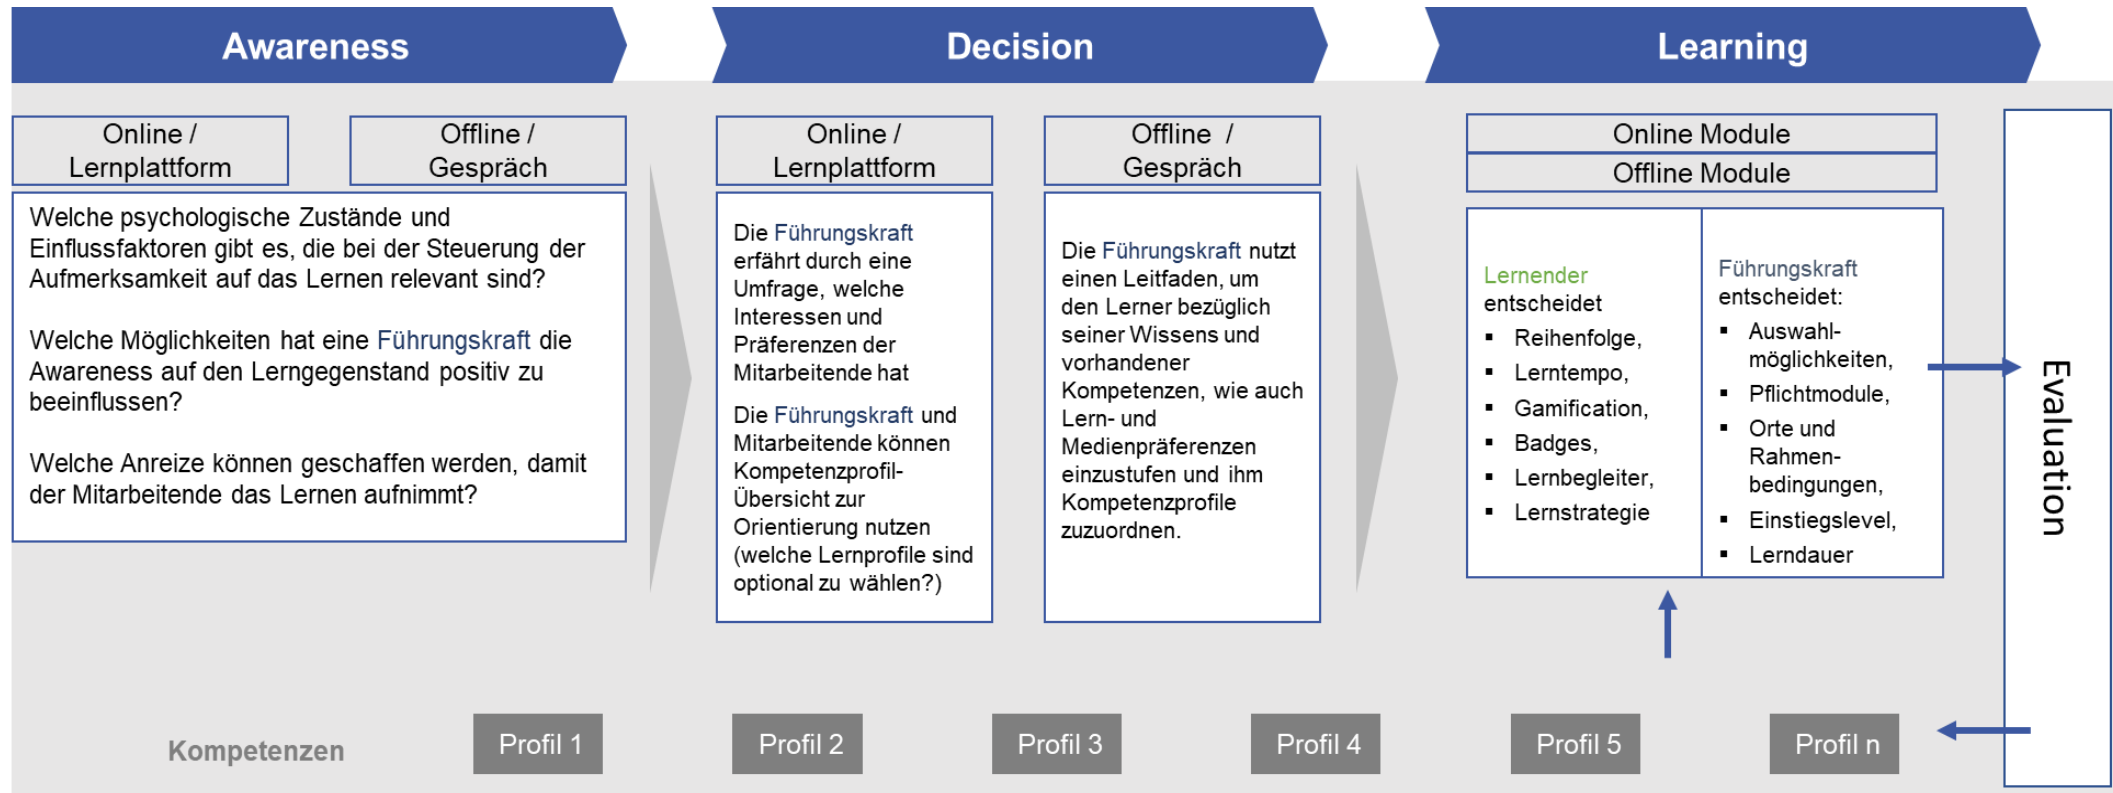 Awareness
Decision
Learning
Online /
Lernplattform
Offline /
Gespräch
Welche psychologische Zustände und
Einflussfaktoren gibt es, die bei der Steuerung der
Aufmerksamkeit auf das Lernen relevant sind?
Welche Möglichkeiten hat eine Führungskraft die
Awareness auf den Lerngegenstand positiv zu
beeinflussen?
Welche Anreize können geschaffen werden, damit
der Mitarbeitende das Lernen aufnimmt?
Online /
Lernplattform
Die Führungskraft
erfährt durch eine
Umfrage, welche
Interessen und
Präferenzen der
Mitarbeitende hat
Die Führungskraft und
Mitarbeitende können
Kompetenzprofil-
Übersicht zur
Orientierung nutzen
(welche Lernprofile sind
optional zu wählen?)
Offline /
Gespräch
Die Führungskraft nutzt
einen Leitfaden, um
den Lerner bezüglich
seiner Wissens und
vorhandener
Kompetenzen, wie auch
Lern- und
Medienpräferenzen
einzustufen und ihm
Kompetenzprofile
zuzuordnen.
Online Module
Offline Module
Lernender
entscheidet
▪ Reihenfolge,
▪ Lerntempo,
▪ Gamification,
▪ Badges,
▪ Lernbegleiter,
▪ Lernstrategie
Führungskraft
entscheidet:
▪ Auswahl-
möglichkeiten,
▪ Pflichtmodule,
▪ Orte und
Rahmen-
bedingungen,
▪ Einstiegslevel,
▪ Lerndauer
Evaluation
Kompetenzen
Profil 1
Profil 2
Profil 3
Profil 4
Profil 5
Profil n